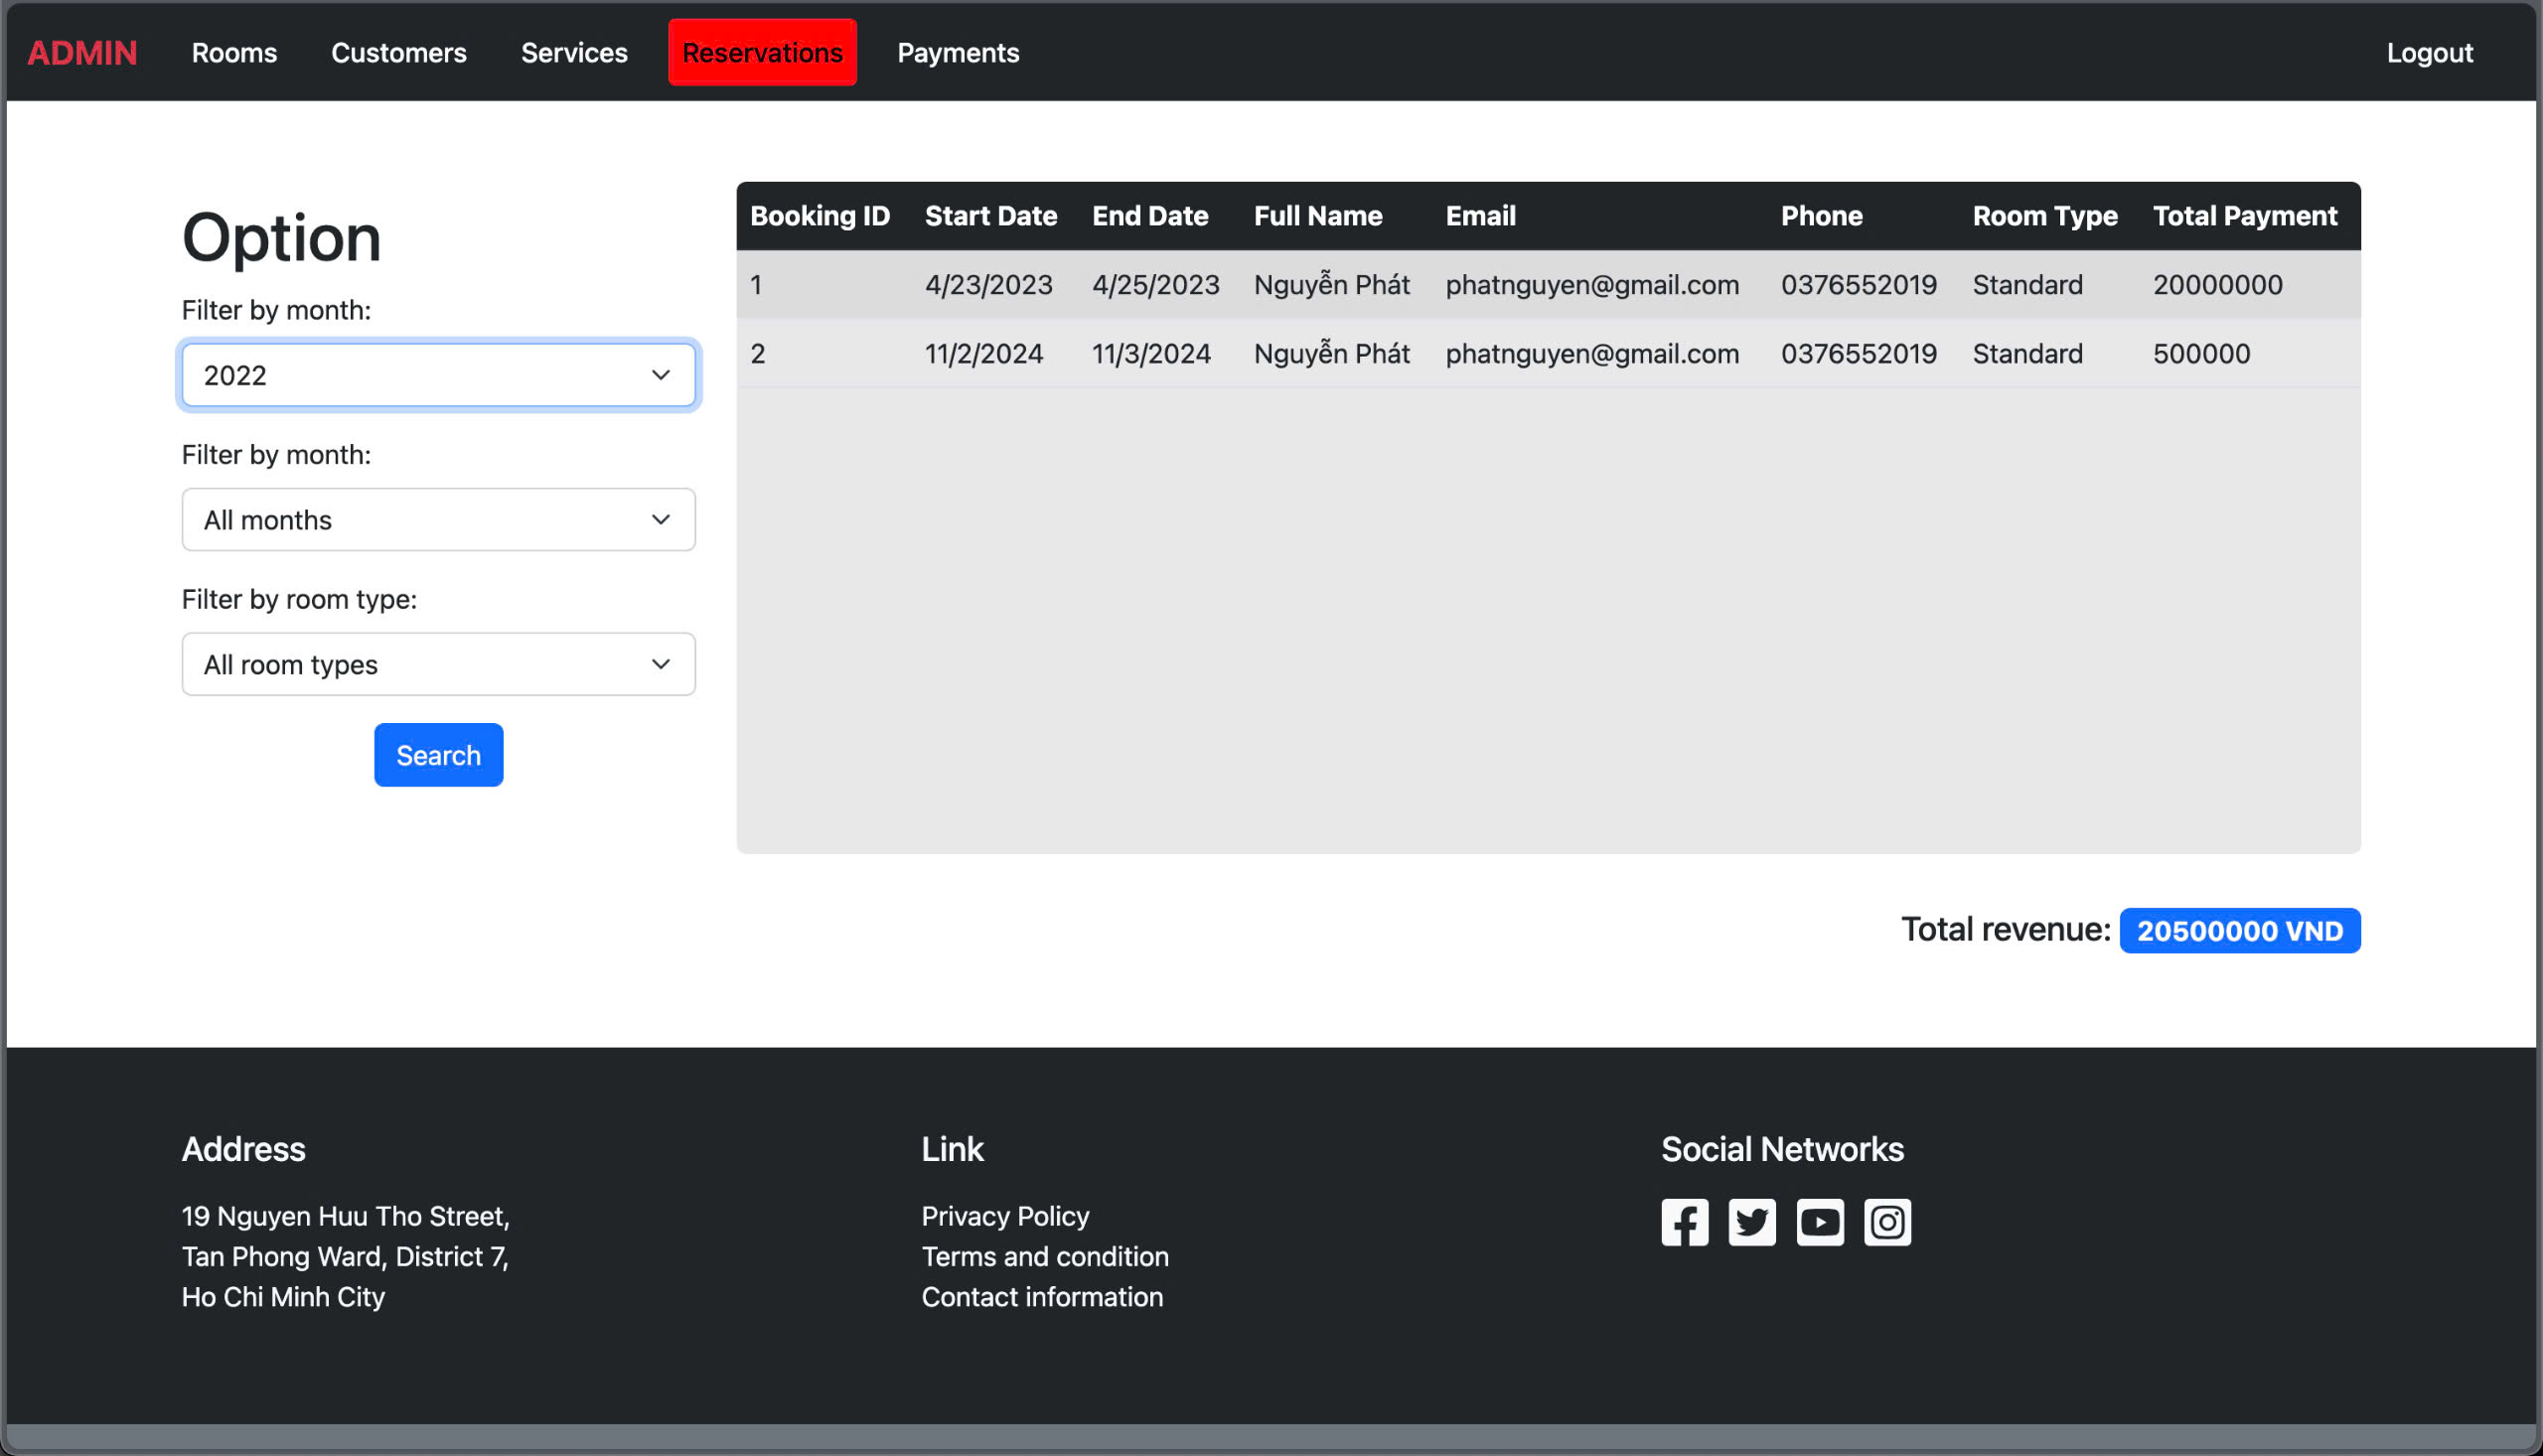 ADMIN Rooms Customers Services Reservations Payments Logout
Option
Filter by month:
2022
Filter by month:
All months
Filter by room type:
All room types
Search
Booking ID Start Date End Date Full Name Email Phone Room Type Total Payment
1 4/23/2023 4/25/2023 Nguyễn Phát phatnguyen@gmail.com 0376552019 Standard 20000000
2 11/2/2024 11/3/2024 Nguyễn Phát phatnguyen@gmail.com 0376552019 Standard 500000
Total revenue: 20500000 VND
Address
19 Nguyen Huu Tho Street,
Tan Phong Ward, District 7,
Ho Chi Minh City
Link
Privacy Policy
Terms and condition
Contact information
Social Networks